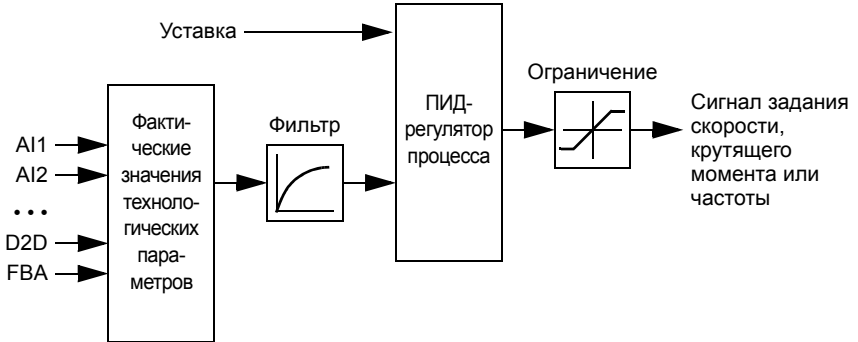 Уставка
AI1
AI2
• • •
D2D
FBA
Факти-
ческие
значения
техноло-
гических
пара-
метров
Фильтр
ПИД-
регулятор
процесса
Ограничение
Сигнал задания
скорости,
крутящего
момента или
частоты